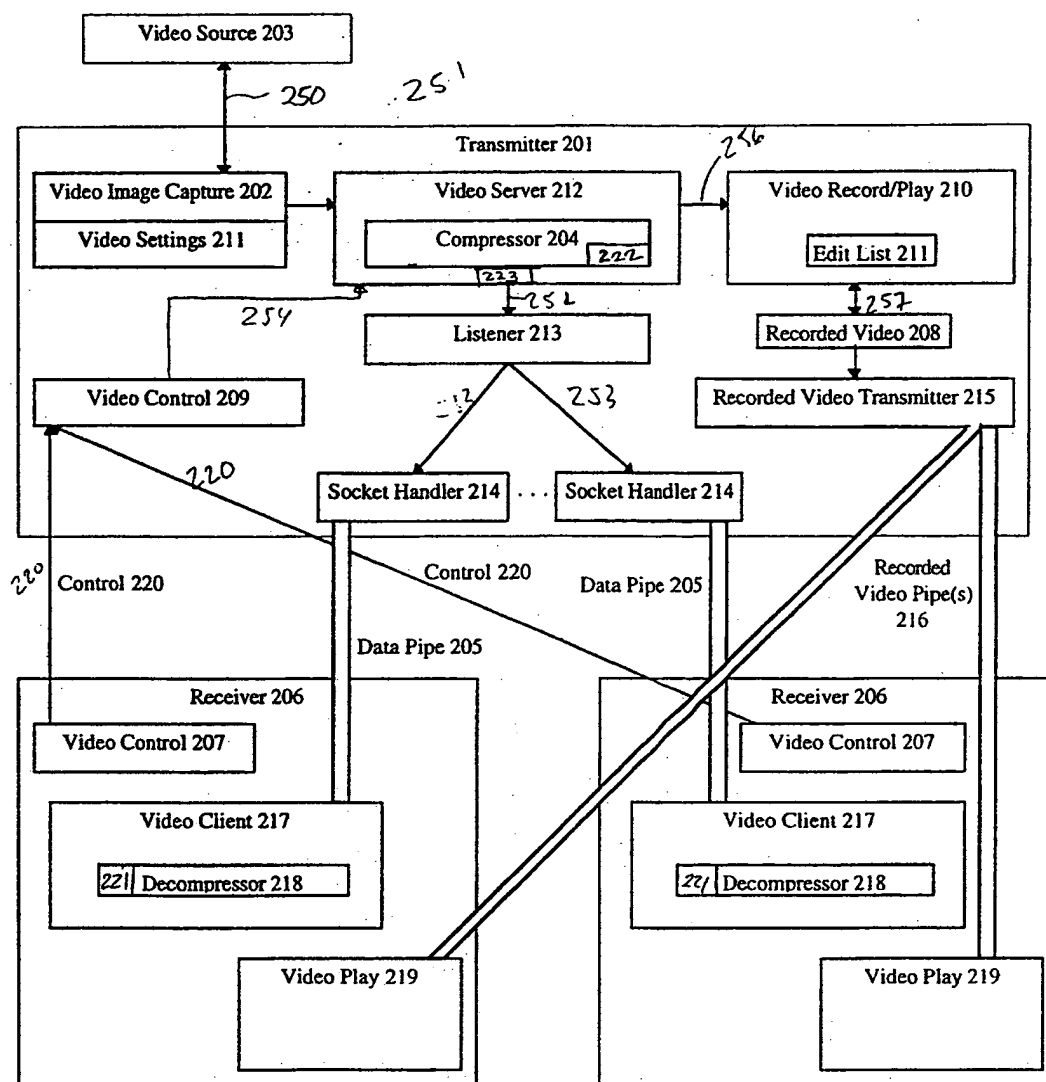 Video Source 203
250
251
Transmitter 201
256
Video Image Capture 202
Video Settings 211
Video Server 212
Compressor 204
222
223
Video Record/Play 210
Edit List 211
254
252
257
Listener 213
Recorded Video 208
Video Control 209
253
Recorded Video Transmitter 215
220
Socket Handler 214
...
Socket Handler 214
220
Control 220
Control 220
Data Pipe 205
Recorded
Video Pipe(s)
216
Data Pipe 205
Receiver 206
Receiver 206
Video Control 207
Video Control 207
Video Client 217
Video Client 217
221
Decompressor 218
221
Decompressor 218
Video Play 219
Video Play 219